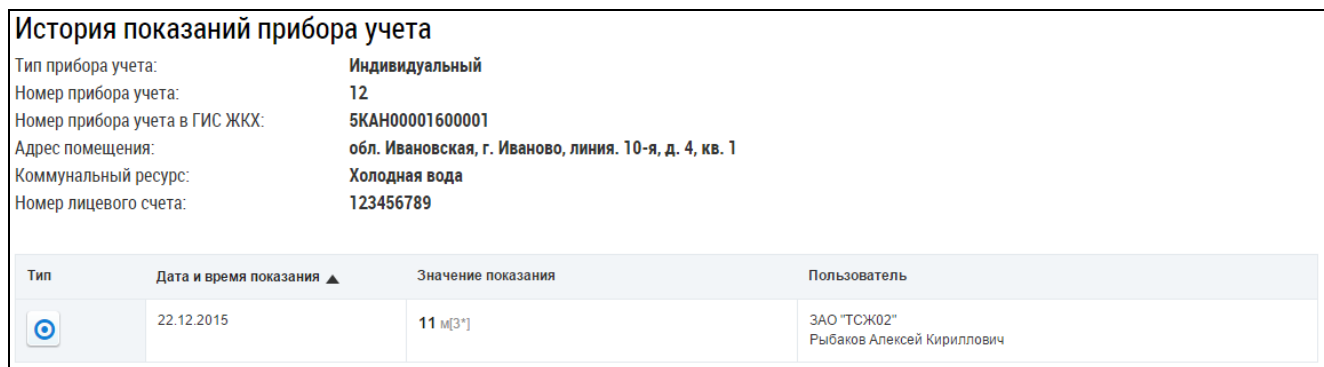 История показаний прибора учета
Тип прибора учета: Индивидуальный
Номер прибора учета: 12
Номер прибора учета в ГИС ЖКХ: 5КАН00001600001
Адрес помещения: обл. Ивановская, г. Иваново, линия. 10-я, д. 4, кв. 1
Коммунальный ресурс: Холодная вода
Номер лицевого счета: 123456789
Тип Дата и время показания ▲ Значение показания Пользователь
22.12.2015 11 м[3*] ЗАО "ТСЖ02"
Рыбаков Алексей Кириллович